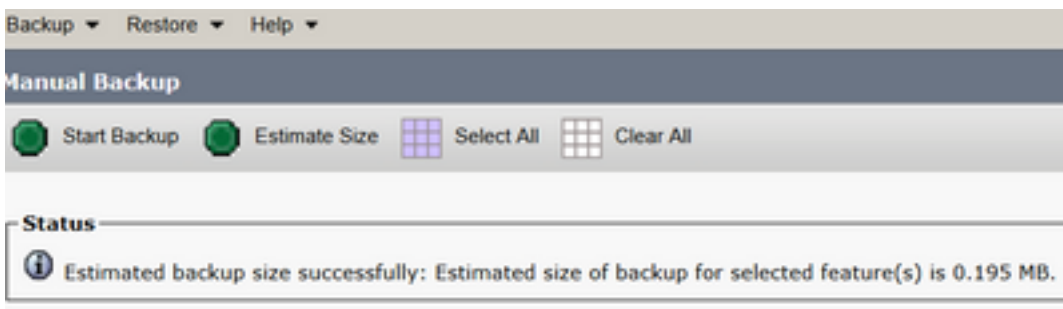 Backup Restore Help
Manual Backup
Start Backup Estimate Size Select All Clear All
Status
Estimated backup size successfully: Estimated size of backup for selected feature(s) is 0.195 MB.